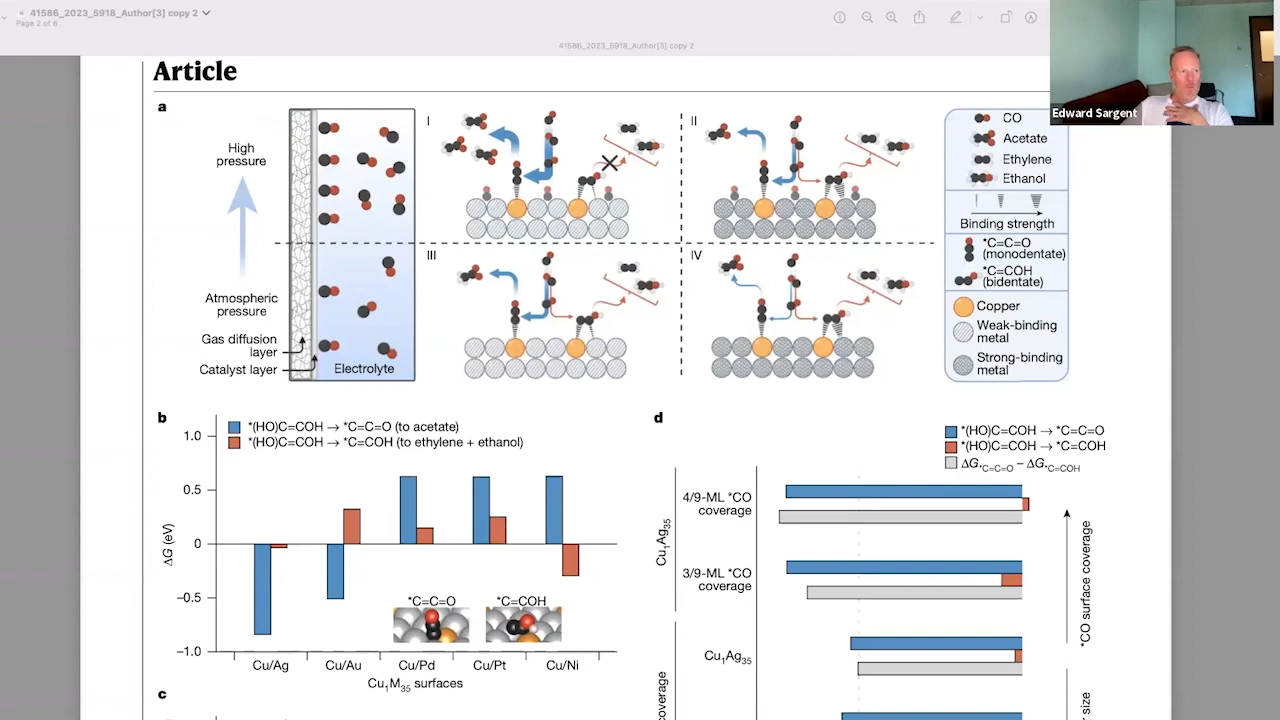 41586_2023_5918_Author[3] copy 2
Page 2 of 6
41586_2023_5918_Author[3] copy 2
Edward Sargent
Article
a
High
pressure
Atmospheric
pressure
Gas diffusion
layer
Catalyst layer
Electrolyte
I
II
III
IV
CO
Acetate
Ethylene
Ethanol
Binding strength
*C=C=O
(monodentate)
*C=COH
(bidentate)
Copper
Weak-binding
metal
Strong-binding
metal
b
*(HO)C=COH → *C=C=O (to acetate)
*(HO)C=COH → *C=COH (to ethylene + ethanol)
1.0
0.5
0
−0.5
−1.0
ΔG (eV)
*C=C=O
*C=COH
Cu/Ag
Cu/Au
Cu/Pd
Cu/Pt
Cu/Ni
Cu₁M₃₅ surfaces
c
d
*(HO)C=COH → *C=C=O
*(HO)C=COH → *C=COH
ΔG*C=C=O − ΔG*C=COH
4/9-ML *CO
coverage
Cu₁Ag₃₅
3/9-ML *CO
coverage
Cu₁Ag₃₅
*CO surface coverage
coverage
size